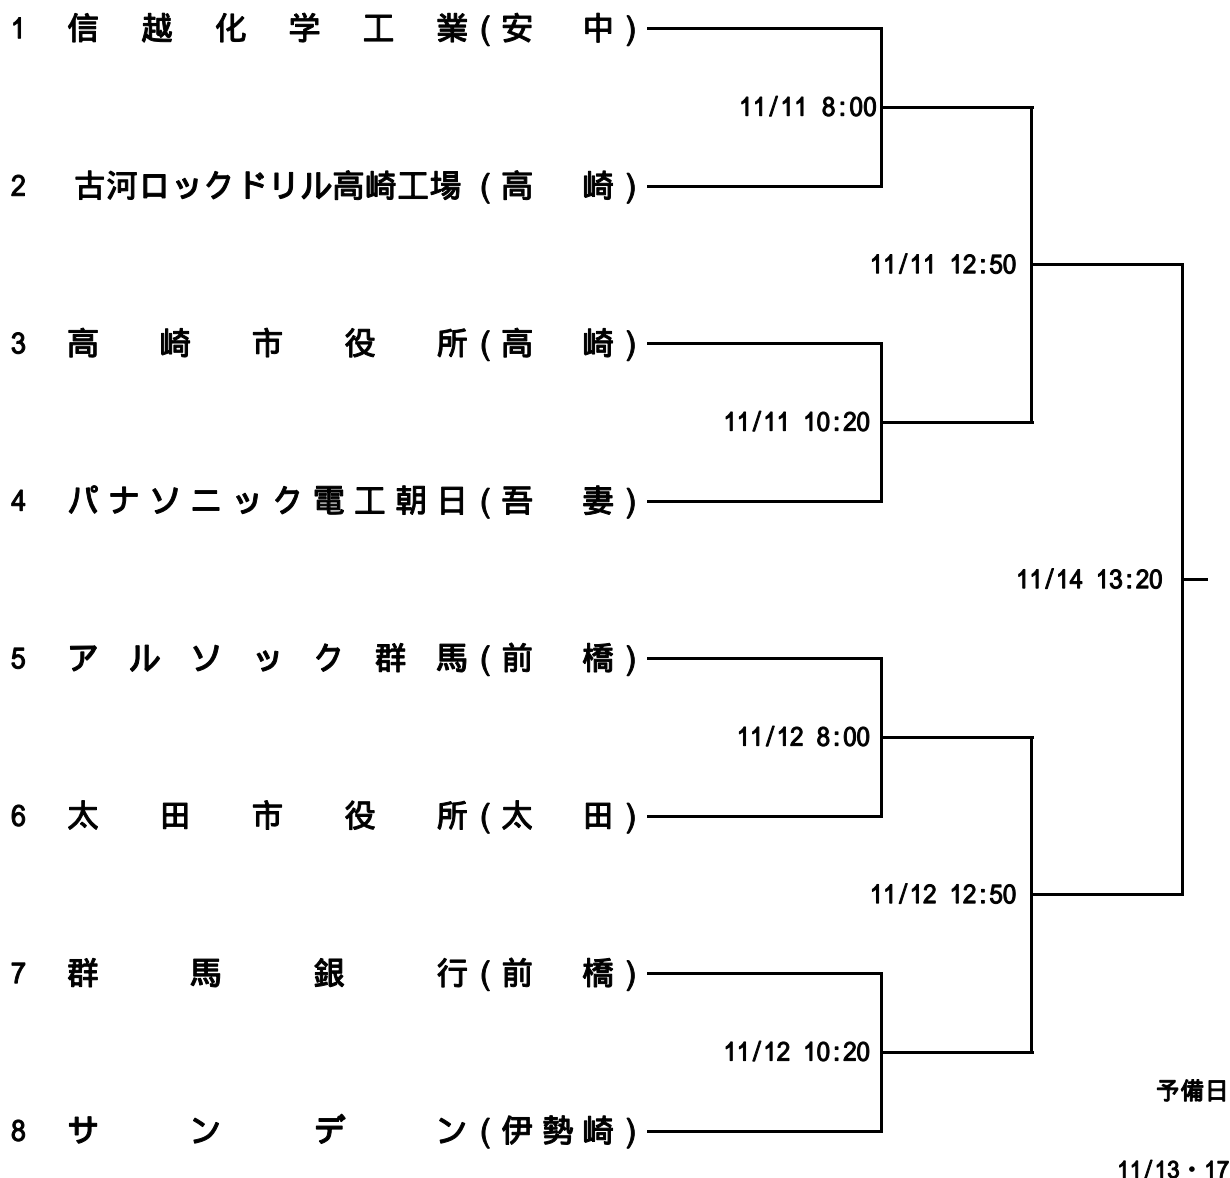 1 信越化学工業(安中)
11/11 8:00
2 古河ロックドリル高崎工場(高崎)
11/11 12:50
3 高崎市役所(高崎)
11/11 10:20
4 パナソニック電工朝日(吾妻)
11/14 13:20
5 アルソック群馬(前橋)
11/12 8:00
6 太田市役所(太田)
11/12 12:50
7 群馬銀行(前橋)
11/12 10:20
予備日
8 サンデン(伊勢崎)
11/13・17